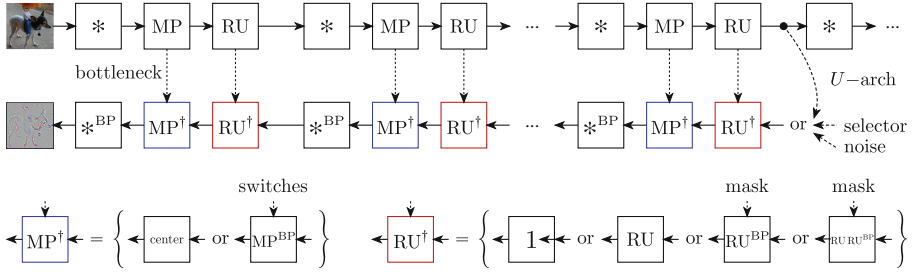 * MP RU * MP RU ... * MP RU * ...
bottleneck
U−arch
*BP MP† RU† *BP MP† RU† ... *BP MP† RU† or selector
noise
switches mask mask
MP† = { center or MPBP } RU† = { 1 or RU or RUBP or RU RUBP }